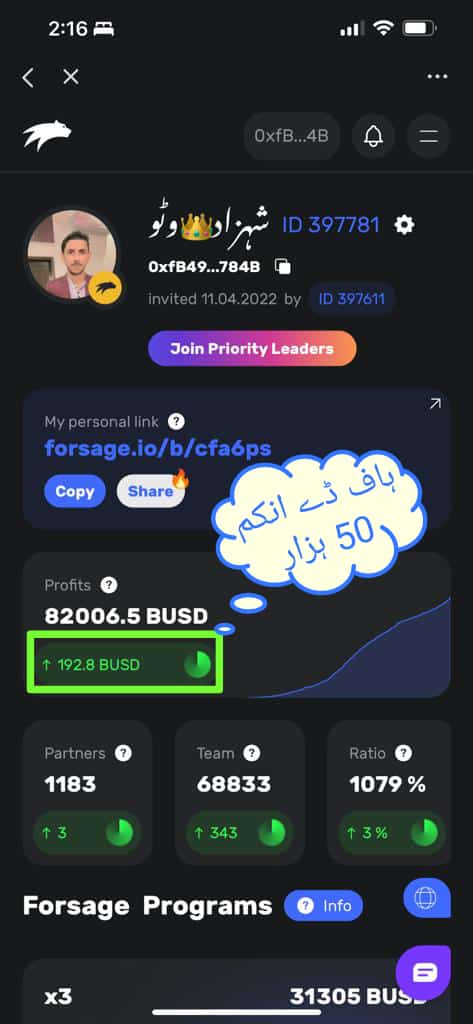 2:16
0xfB...4B
شہزاد👑وٹو ID 397781
0xfB49...784B
invited 11.04.2022 by ID 397611
Join Priority Leaders
My personal link ?
forsage.io/b/cfa6ps
Copy Share🔥
ہاف ڈے انکم
50 ہزار
Profits ?
82006.5 BUSD
↑ 192.8 BUSD
Partners ?
1183
↑ 3
Team ?
68833
↑ 343
Ratio ?
1079 %
↑ 3 %
Forsage Programs ? Info
x3 31305 BUSD